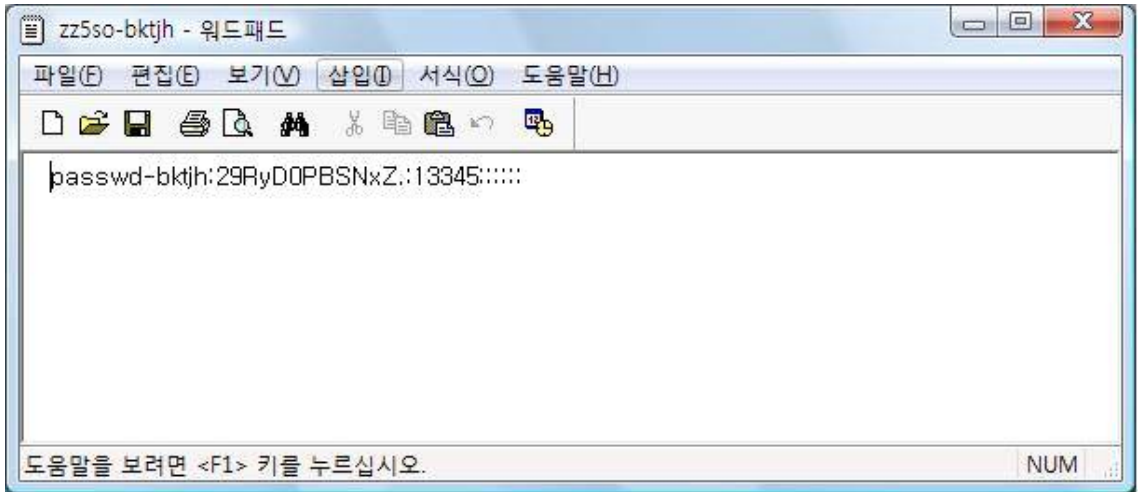 zz5so-bktjh - 워드패드
파일(F) 편집(E) 보기(V) 삽입(I) 서식(O) 도움말(H)
passwd-bktjh:29RyD0PBSNxZ.:13345::::::
도움말을 보려면 <F1> 키를 누르십시오. NUM